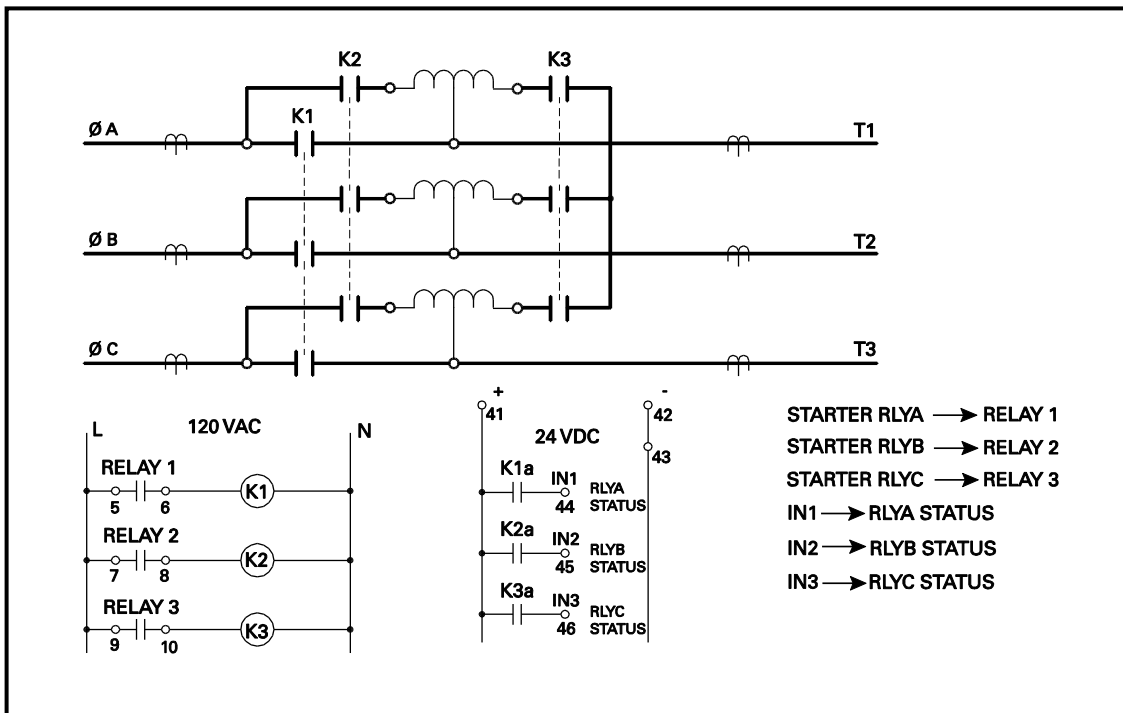 K2
K3
K1
Ø A
T1
Ø B
T2
Ø C
T3
L
120 VAC
N
RELAY 1
5
6
K1
RELAY 2
7
8
K2
RELAY 3
9
10
K3
+
41
-
42
24 VDC
43
K1a
IN1
44
RLYA
STATUS
K2a
IN2
45
RLYB
STATUS
K3a
IN3
46
RLYC
STATUS
STARTER RLYA → RELAY 1
STARTER RLYB → RELAY 2
STARTER RLYC → RELAY 3
IN1 → RLYA STATUS
IN2 → RLYB STATUS
IN3 → RLYC STATUS